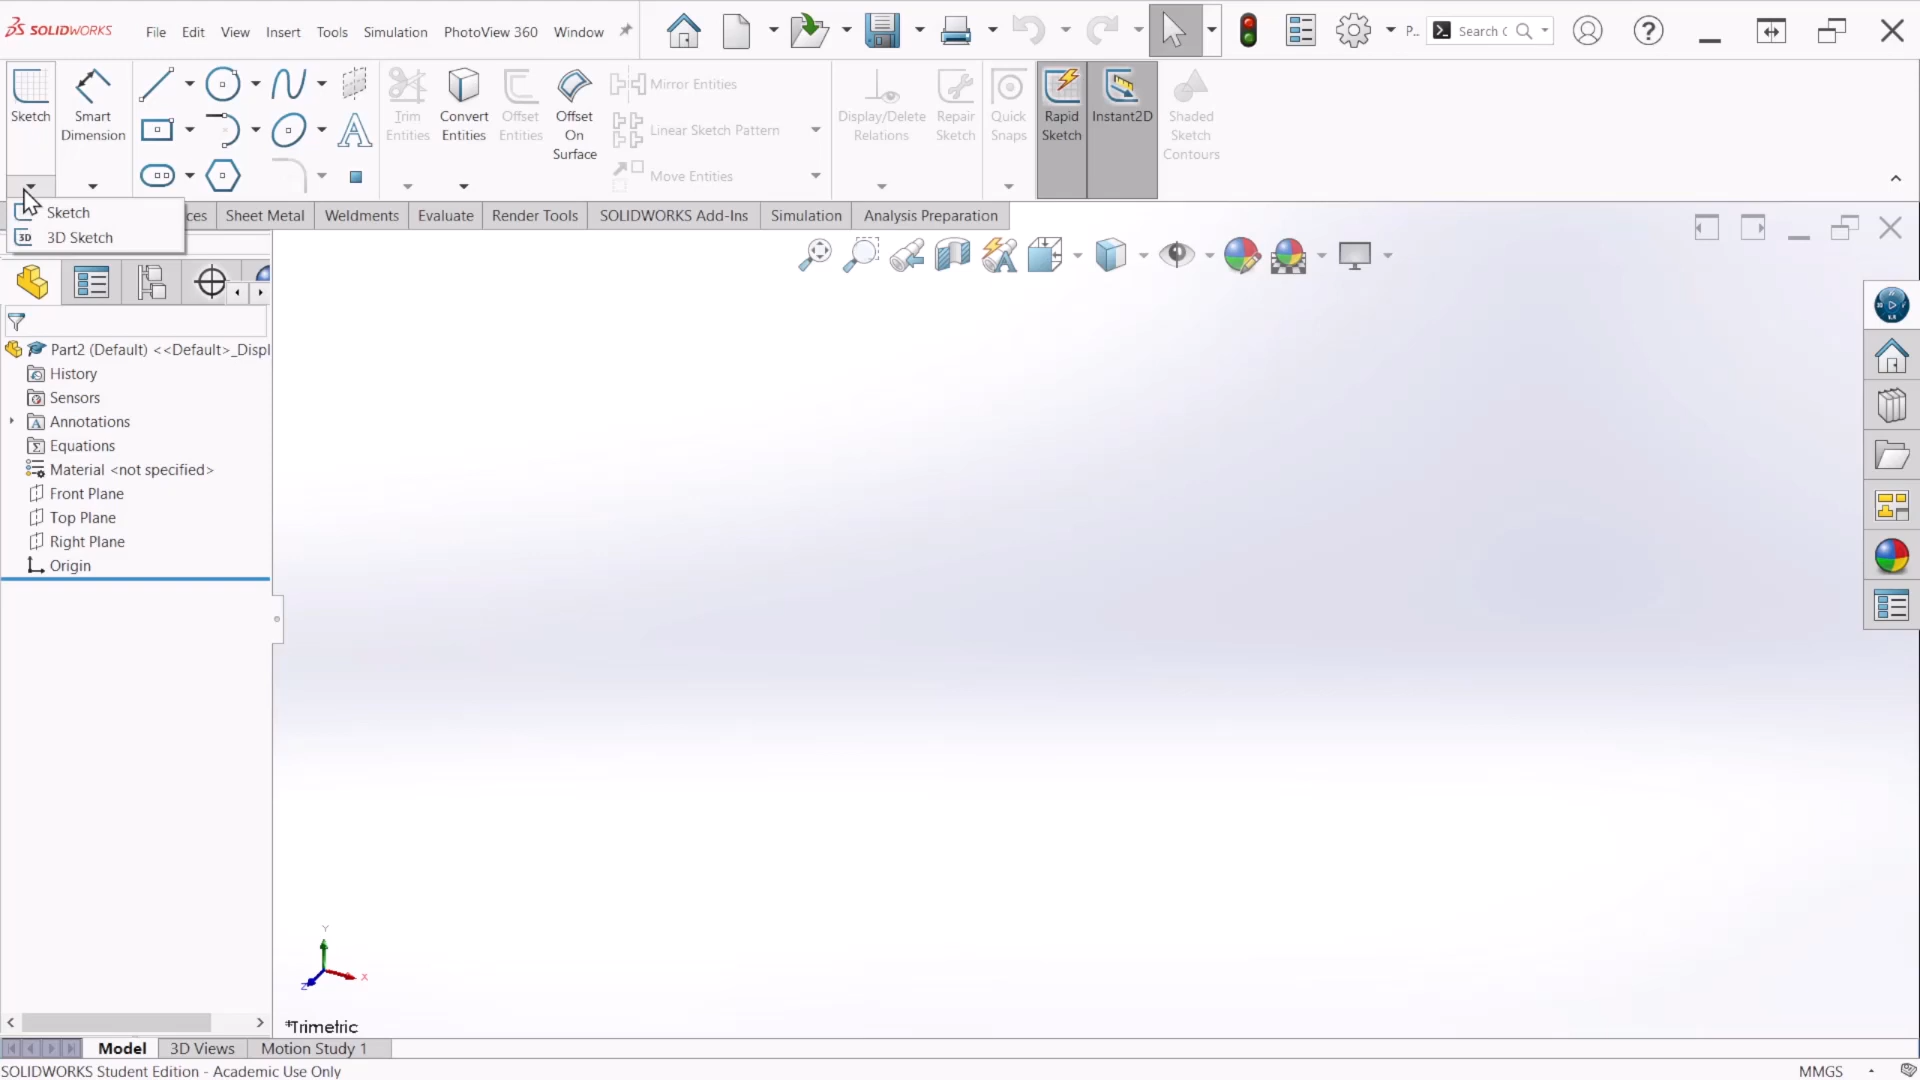 SOLIDWORKS File Edit View Insert Tools Simulation PhotoView 360 Window P.. Search C
Sketch
Smart Dimension
Trim Entities
Convert Entities
Offset Entities
Offset On Surface
Mirror Entities
Linear Sketch Pattern
Move Entities
Display/Delete Relations
Repair Sketch
Quick Snaps
Rapid Sketch
Instant2D
Shaded Sketch Contours
Sketch
3D 3D Sketch
ces Sheet Metal Weldments Evaluate Render Tools SOLIDWORKS Add-Ins Simulation Analysis Preparation
Part2 (Default) <<Default>_Displ
History
Sensors
Annotations
Equations
Material <not specified>
Front Plane
Top Plane
Right Plane
Origin
Y
X
Z
*Trimetric
Model 3D Views Motion Study 1
SOLIDWORKS Student Edition - Academic Use Only MMGS